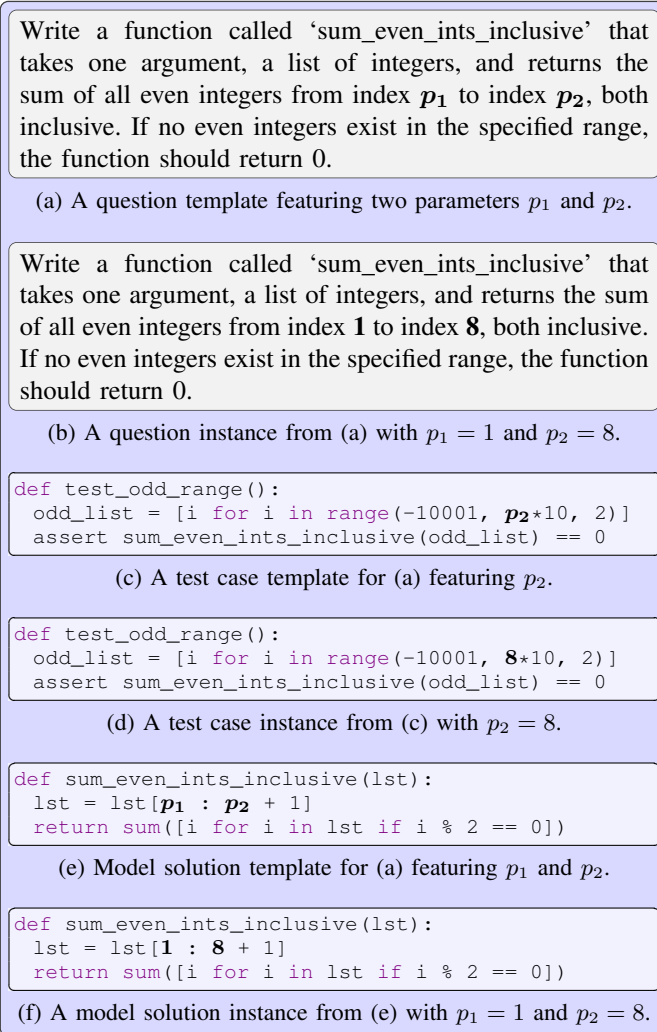 Write a function called ‘sum_even_ints_inclusive’ that
takes one argument, a list of integers, and returns the
sum of all even integers from index p₁ to index p₂, both
inclusive. If no even integers exist in the specified range,
the function should return 0.
(a) A question template featuring two parameters p₁ and p₂.
Write a function called ‘sum_even_ints_inclusive’ that
takes one argument, a list of integers, and returns the sum
of all even integers from index 1 to index 8, both inclusive.
If no even integers exist in the specified range, the function
should return 0.
(b) A question instance from (a) with p₁ = 1 and p₂ = 8.
def test_odd_range():
 odd_list = [i for i in range(-10001, p₂*10, 2)]
 assert sum_even_ints_inclusive(odd_list) == 0
(c) A test case template for (a) featuring p₂.
def test_odd_range():
 odd_list = [i for i in range(-10001, 8*10, 2)]
 assert sum_even_ints_inclusive(odd_list) == 0
(d) A test case instance from (c) with p₂ = 8.
def sum_even_ints_inclusive(lst):
 lst = lst[p₁ : p₂ + 1]
 return sum([i for i in lst if i % 2 == 0])
(e) Model solution template for (a) featuring p₁ and p₂.
def sum_even_ints_inclusive(lst):
 lst = lst[1 : 8 + 1]
 return sum([i for i in lst if i % 2 == 0])
(f) A model solution instance from (e) with p₁ = 1 and p₂ = 8.